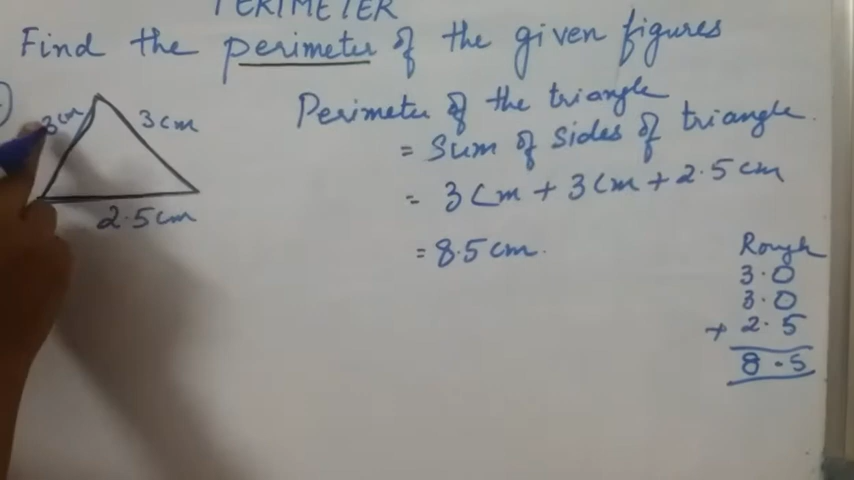 PERIMETER
Find the perimeter of the given figures
3cm
3cm
2.5cm
Perimeter of the triangle
= Sum of sides of triangle.
= 3cm + 3cm + 2.5cm
= 8.5cm.
Rough
3.0
3.0
+ 2.5
8.5